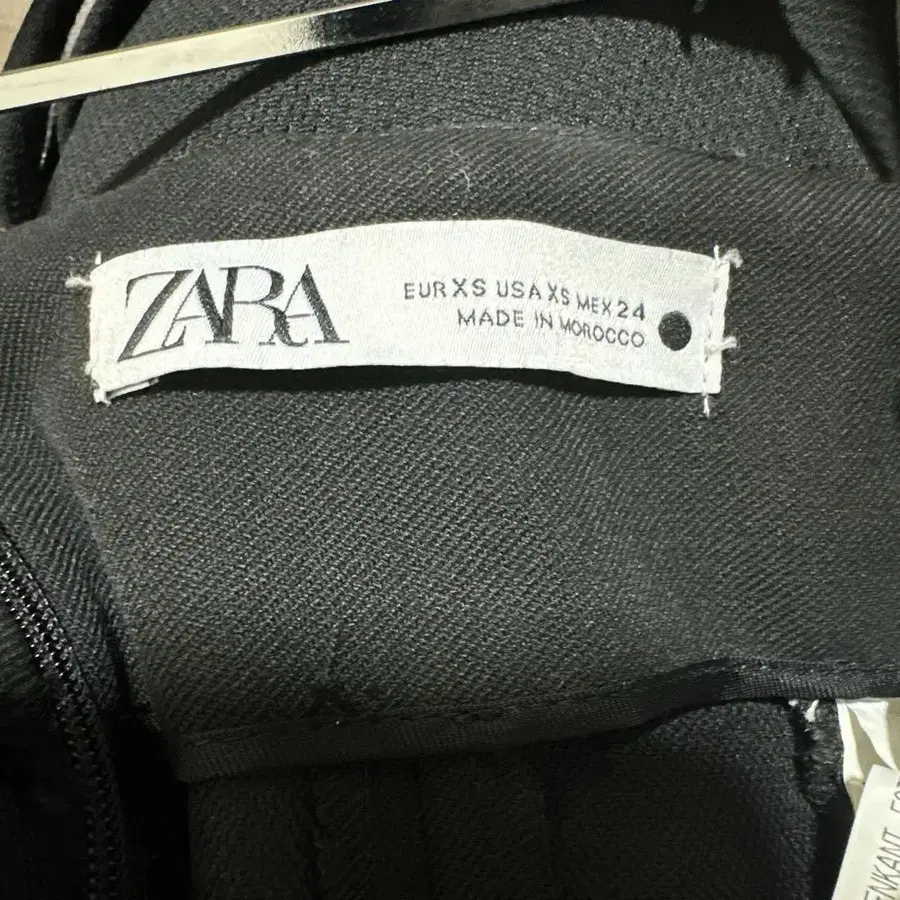 ZARA
EUR XS USA XS MEX 24
MADE IN MOROCCO